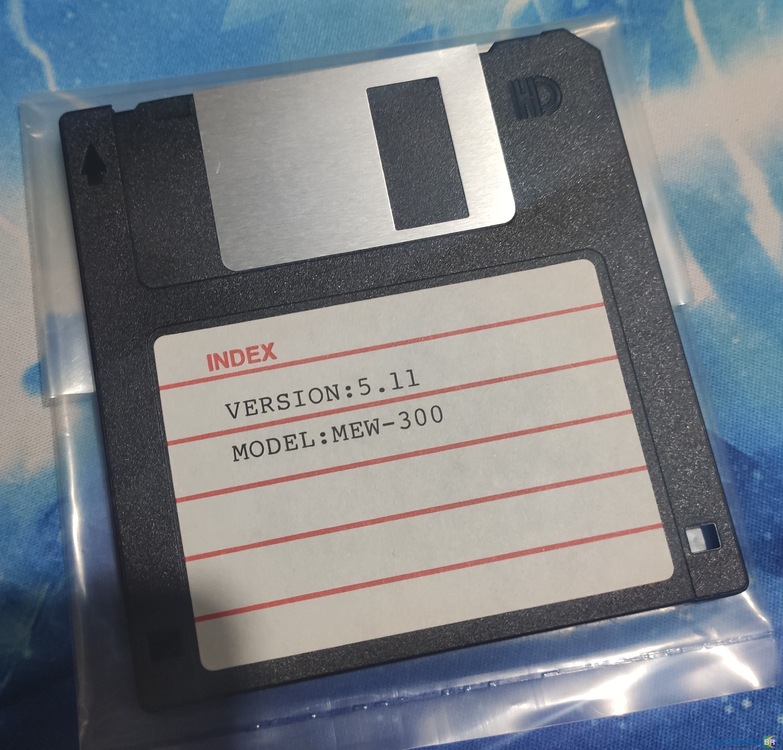 HD
INDEX
VERSION:5.11
MODEL:MEW-300